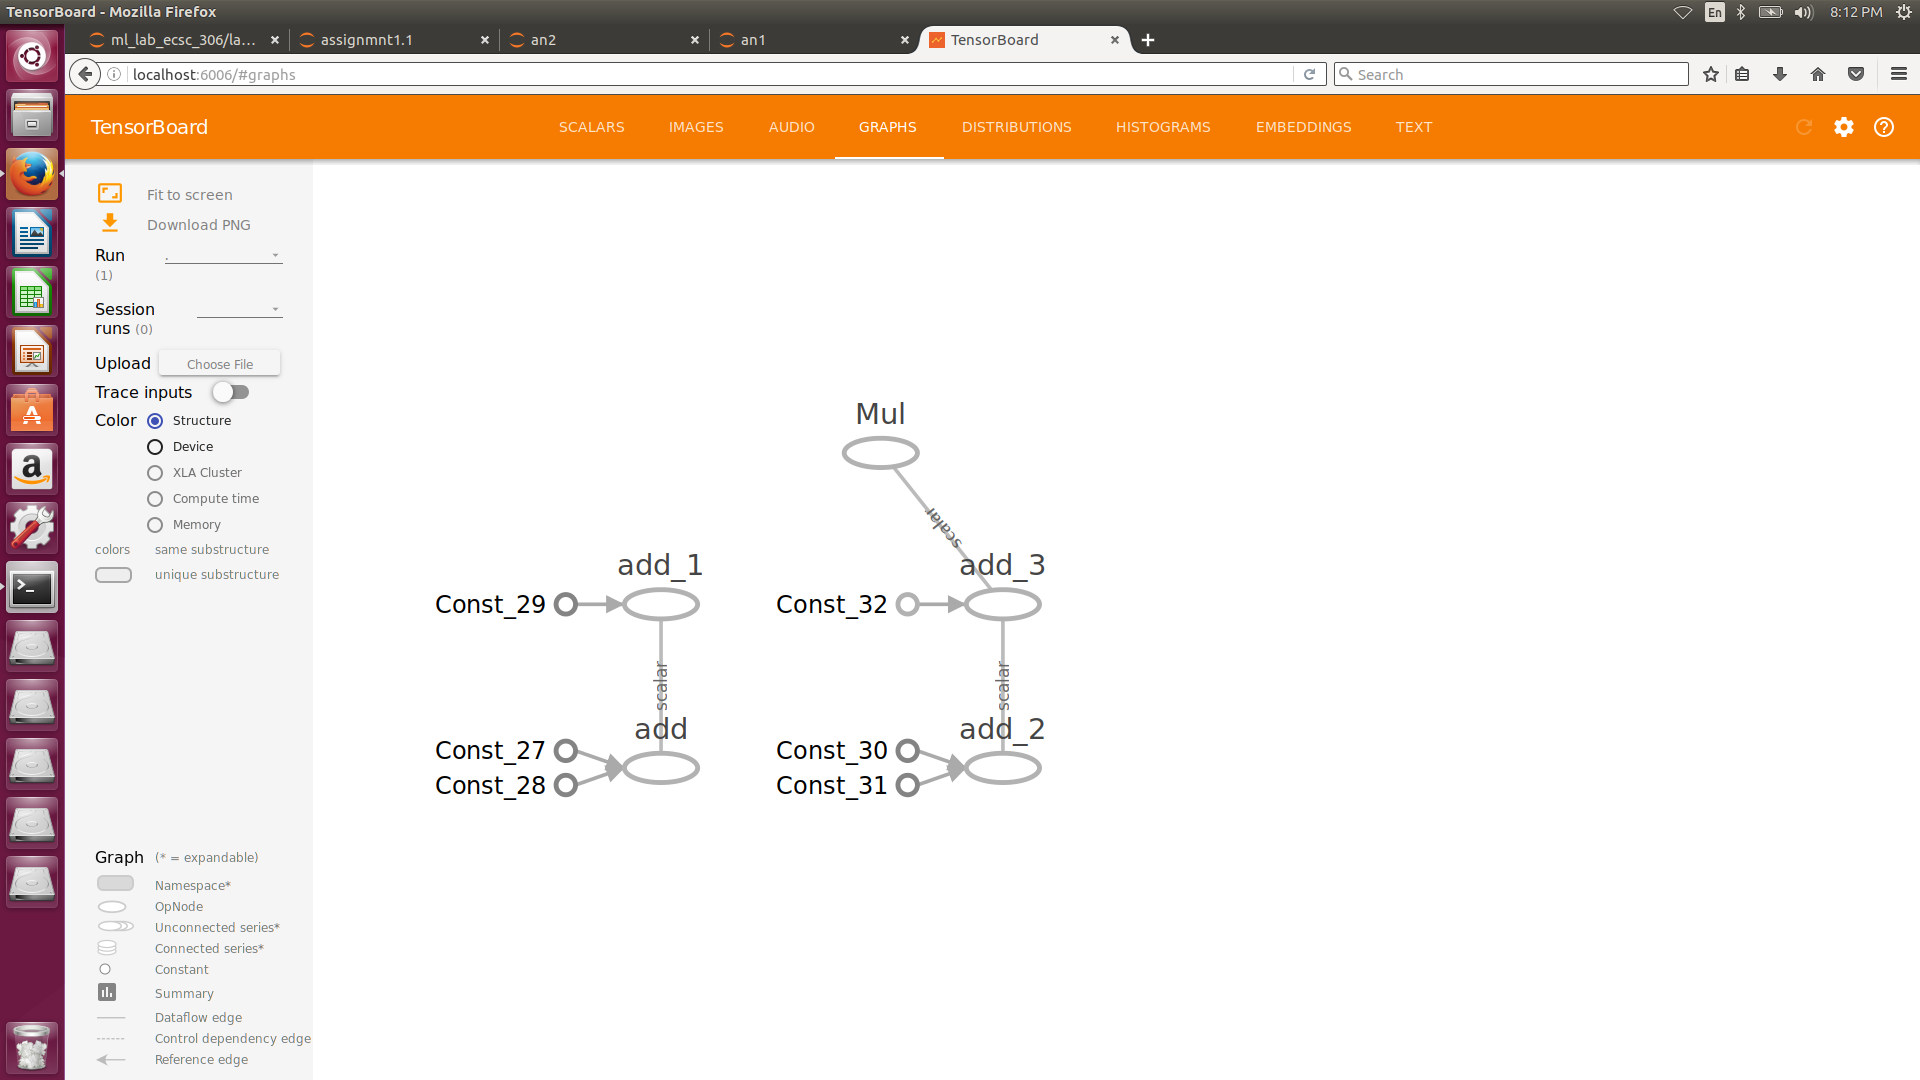 TensorBoard - Mozilla Firefox
En
8:12 PM
ml_lab_ecsc_306/la...
assignmnt1.1
an2
an1
TensorBoard
localhost:6006/#graphs
Search
TensorBoard
SCALARS
IMAGES
AUDIO
GRAPHS
DISTRIBUTIONS
HISTOGRAMS
EMBEDDINGS
TEXT
Fit to screen
Download PNG
Run
(1)
.
Session
runs (0)
Upload
Choose File
Trace inputs
Color
Structure
Device
XLA Cluster
Compute time
Memory
colors
same substructure
unique substructure
Mul
scalar
add_1
add_3
Const_29
Const_32
scalar
scalar
add
add_2
Const_27
Const_30
Const_28
Const_31
Graph
(* = expandable)
Namespace*
OpNode
Unconnected series*
Connected series*
Constant
Summary
Dataflow edge
Control dependency edge
Reference edge